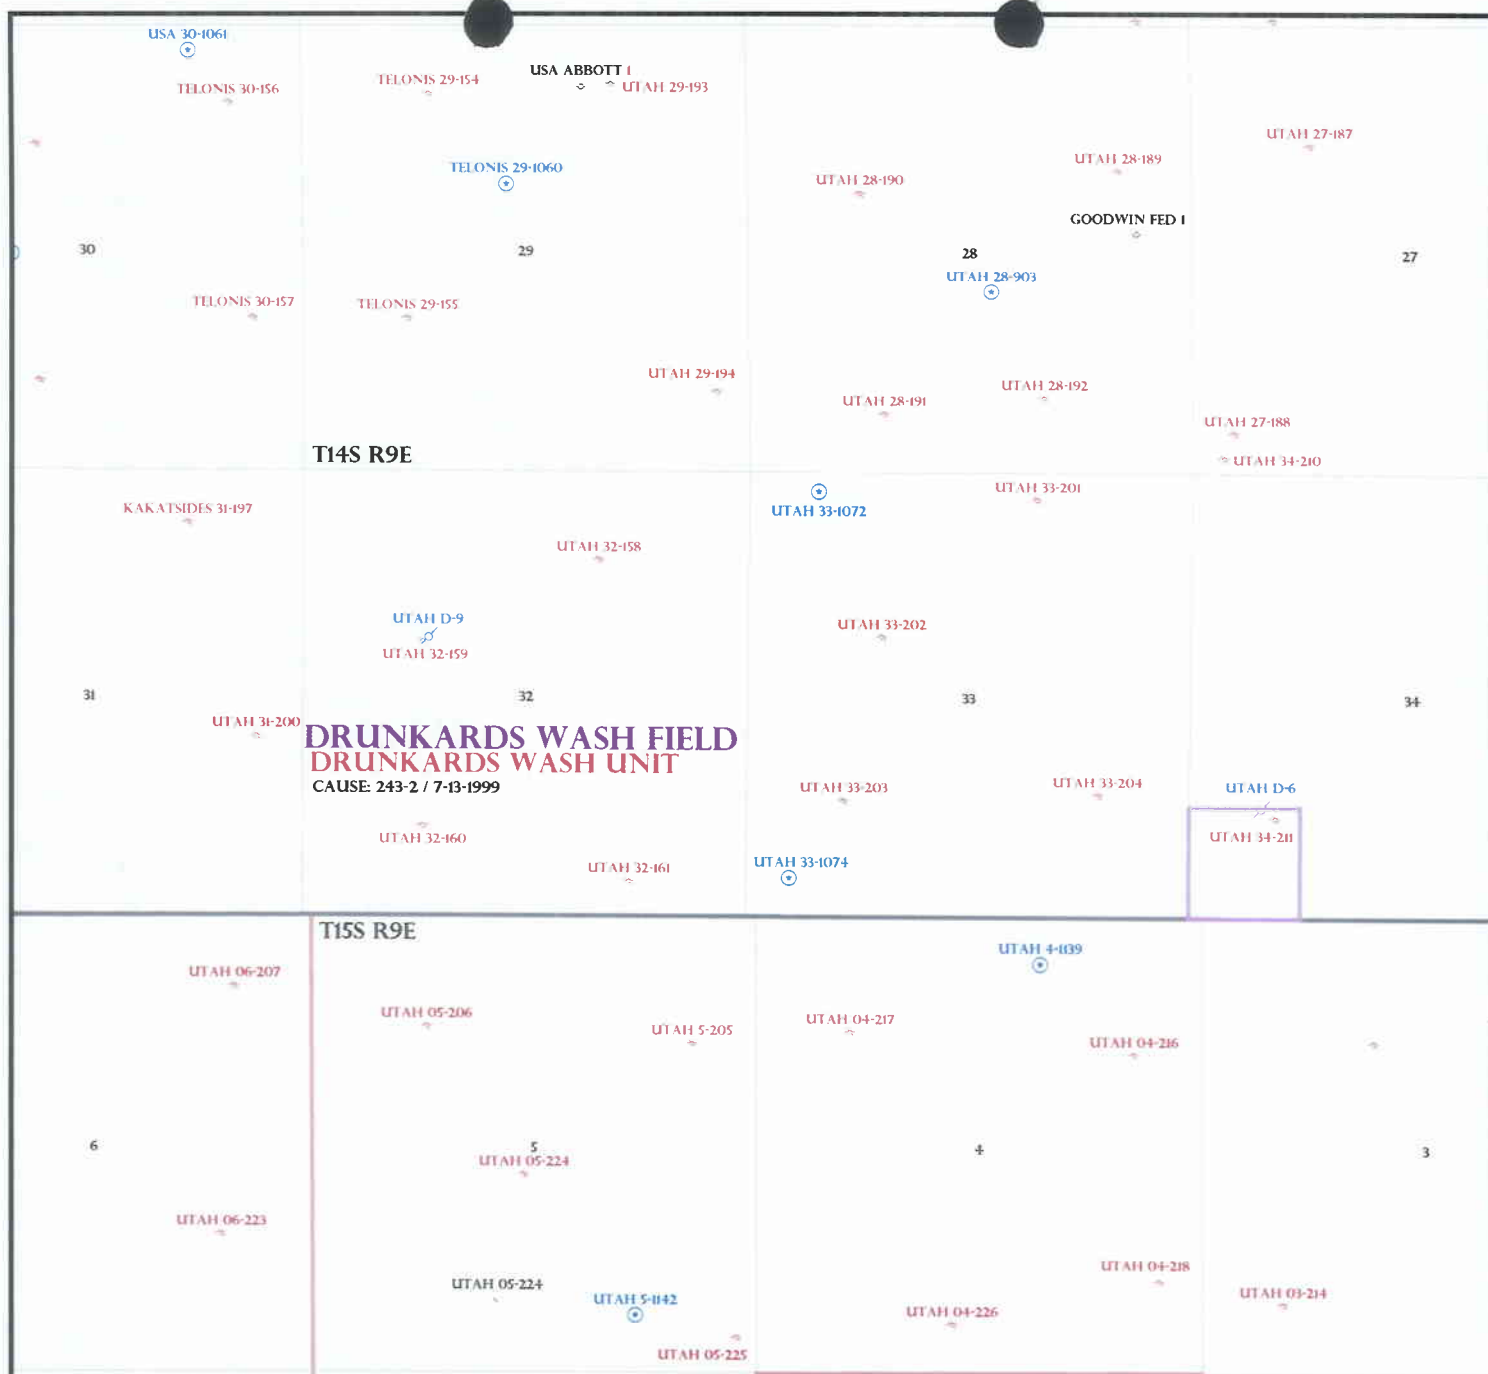 USA 30-1061
TELONIS 30-156
TELONIS 29-154
USA ABBOTT 1
UTAH 29-193
UTAH 27-187
UTAH 28-189
TELONIS 29-1060
UTAH 28-190
GOODWIN FED 1
30
29
28
27
UTAH 28-903
TELONIS 30-157
TELONIS 29-155
UTAH 29-194
UTAH 28-191
UTAH 28-192
UTAH 27-188
T14S R9E
UTAH 34-210
UTAH 33-201
KAKATSIDES 31-197
UTAH 33-1072
UTAH 32-158
UTAH D-9
UTAH 33-202
UTAH 32-159
31
32
33
34
UTAH 31-200
DRUNKARDS WASH FIELD
DRUNKARDS WASH UNIT
CAUSE: 243-2 / 7-13-1999
UTAH 33-203
UTAH 33-204
UTAH D-6
UTAH 32-160
UTAH 34-211
UTAH 32-161
UTAH 33-1074
T15S R9E
UTAH 4-1139
UTAH 06-207
UTAH 05-206
UTAH 5-205
UTAH 04-217
UTAH 04-216
6
5
4
3
UTAH 05-224
UTAH 06-223
UTAH 04-218
UTAH 05-224
UTAH 5-1142
UTAH 03-214
UTAH 04-226
UTAH 05-225